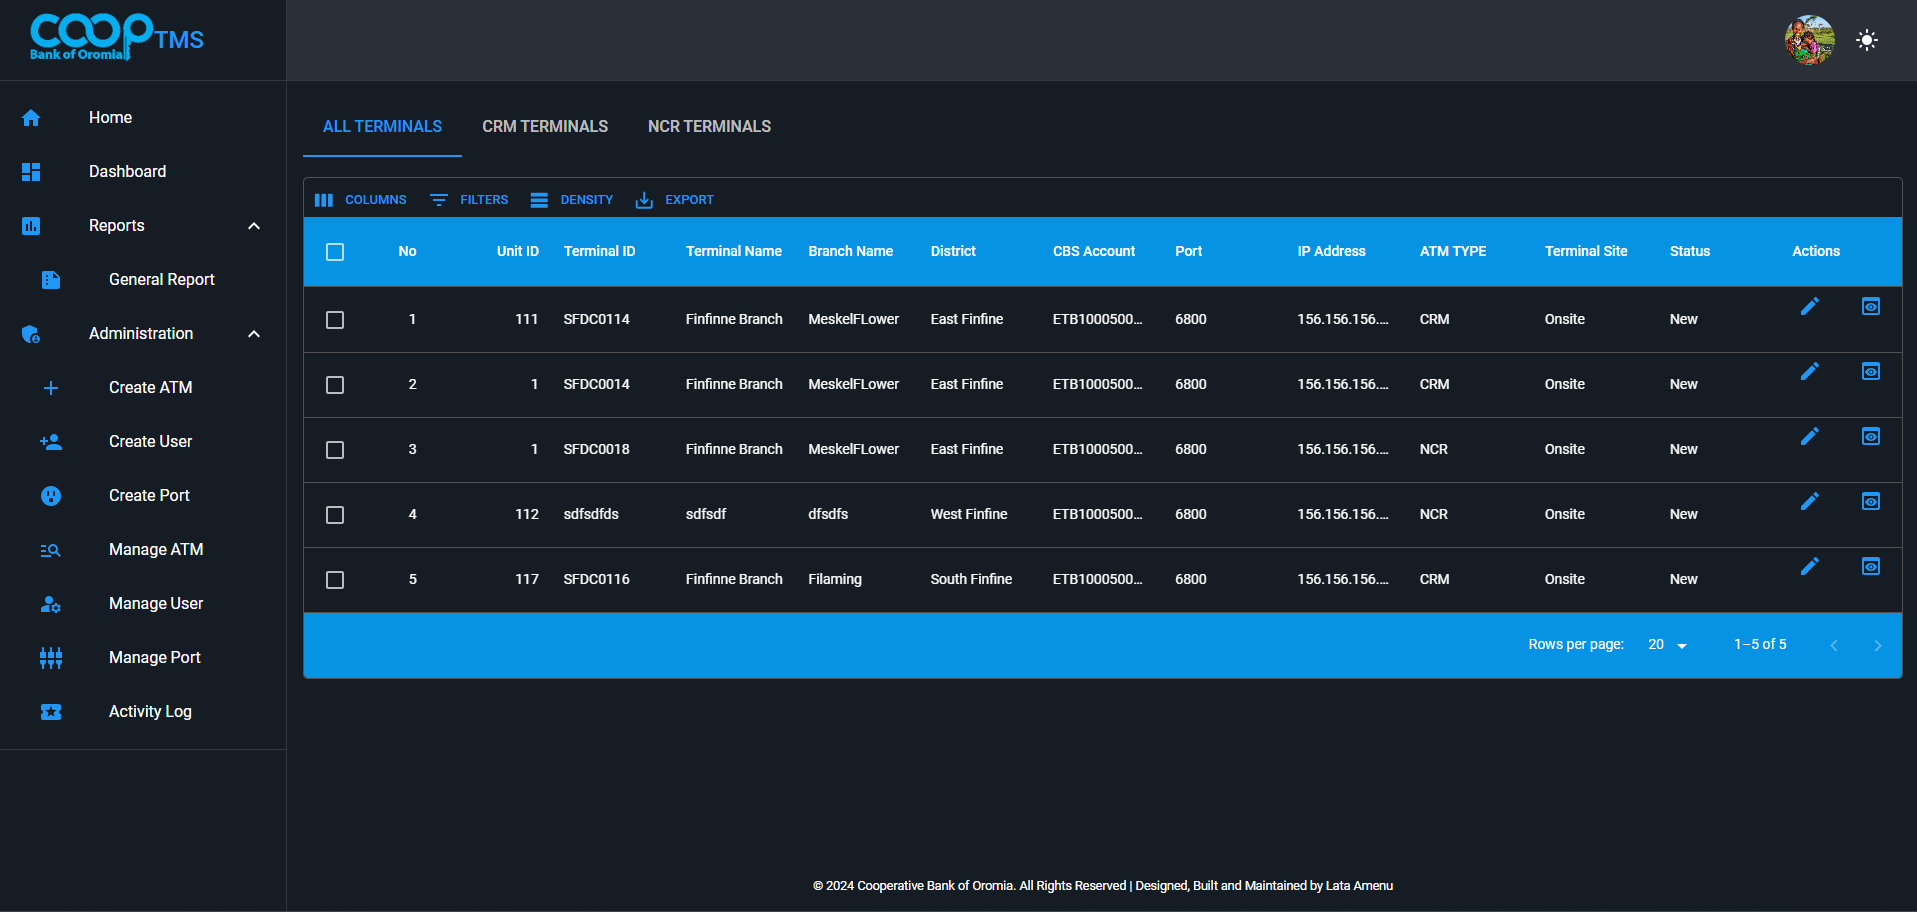 coop
Bank of Oromia
TMS
Home
Dashboard
Reports
General Report
Administration
Create ATM
Create User
Create Port
Manage ATM
Manage User
Manage Port
Activity Log
ALL TERMINALS CRM TERMINALS NCR TERMINALS
COLUMNS FILTERS DENSITY EXPORT
No Unit ID Terminal ID Terminal Name Branch Name District CBS Account Port IP Address ATM TYPE Terminal Site Status Actions
1 111 SFDC0114 Finfinne Branch MeskelFLower East Finfine ETB1000500... 6800 156.156.156.... CRM Onsite New
2 1 SFDC0014 Finfinne Branch MeskelFLower East Finfine ETB1000500... 6800 156.156.156.... CRM Onsite New
3 1 SFDC0018 Finfinne Branch MeskelFLower East Finfine ETB1000500... 6800 156.156.156.... NCR Onsite New
4 112 sdfsdfds sdfsdf dfsdfs West Finfine ETB1000500... 6800 156.156.156.... NCR Onsite New
5 117 SFDC0116 Finfinne Branch Filaming South Finfine ETB1000500... 6800 156.156.156.... CRM Onsite New
Rows per page: 20 1–5 of 5
© 2024 Cooperative Bank of Oromia. All Rights Reserved | Designed, Built and Maintained by Lata Amenu